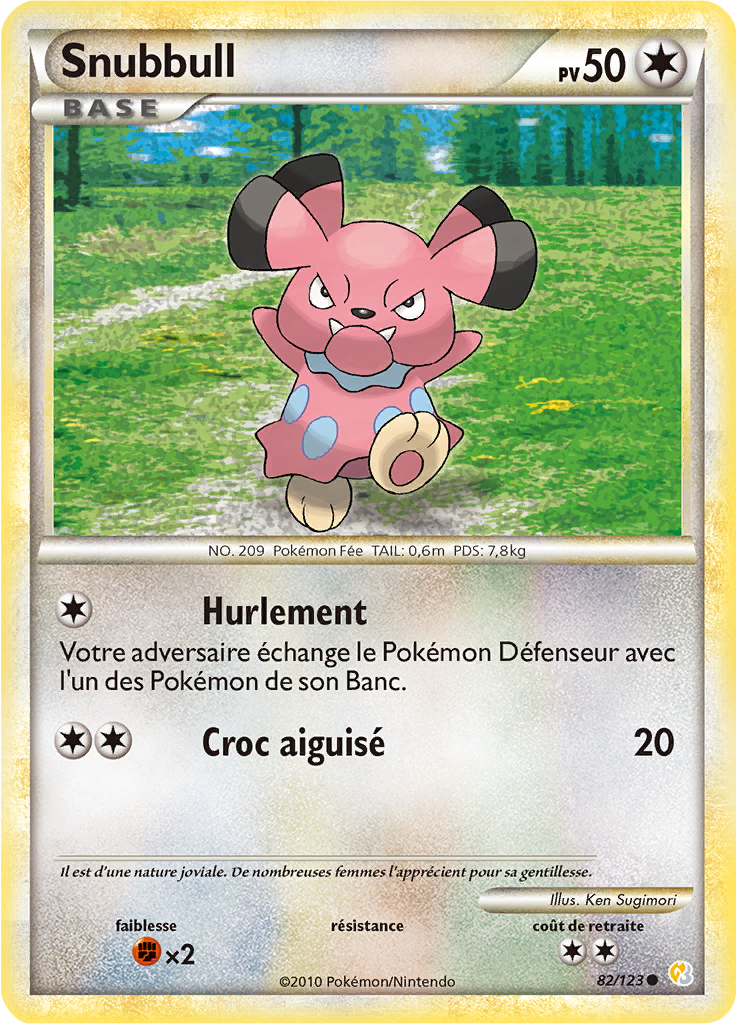 Snubbull
PV 50
BASE
NO. 209 Pokémon Fée TAIL: 0,6m PDS: 7,8kg
Hurlement
Votre adversaire échange le Pokémon Défenseur avec
l'un des Pokémon de son Banc.
Croc aiguisé 20
Il est d'une nature joviale. De nombreuses femmes l'apprécient pour sa gentillesse.
Illus. Ken Sugimori
faiblesse résistance coût de retraite
×2
©2010 Pokémon/Nintendo
82/123